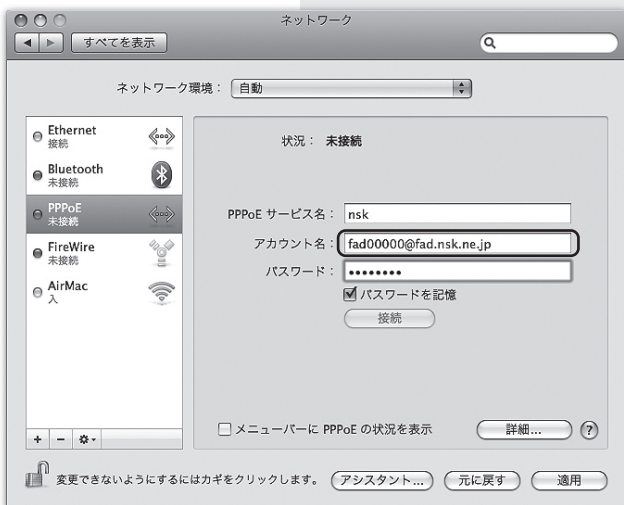 ネットワーク
すべてを表示
ネットワーク環境： 自動
Ethernet
接続
Bluetooth
未接続
PPPoE
未接続
FireWire
未接続
AirMac
入
状況： 未接続
PPPoE サービス名： nsk
アカウント名： fad00000@fad.nsk.ne.jp
パスワード： ••••••••
パスワードを記憶
接続
メニューバーに PPPoE の状況を表示
詳細... ?
変更できないようにするにはカギをクリックします。
アシスタント... 元に戻す 適用